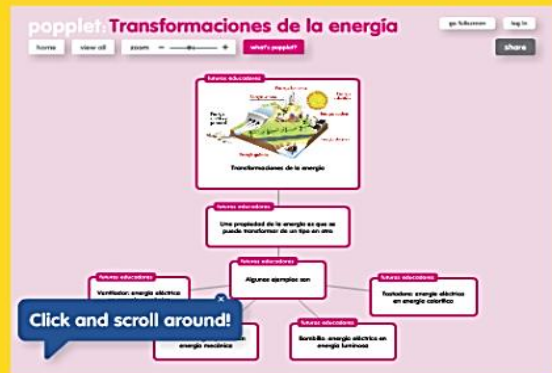 popplet: Transformaciones de la energía
go fullscreen log in
home view all zoom - + what's popplet? share
futuros educadores
Transformaciones de la energía
futuros educadores
Una propiedad de la energía es que se
puede transformar de un tipo en otro
futuros educadores
Algunos ejemplos son
futuros educadores
Ventilador: energía eléctrica
futuros educadores
Tostadora: energía eléctrica
en energía calorífica
Click and scroll around!
energía mecánica
futuros educadores
Bombilla: energía eléctrica en
energía luminosa